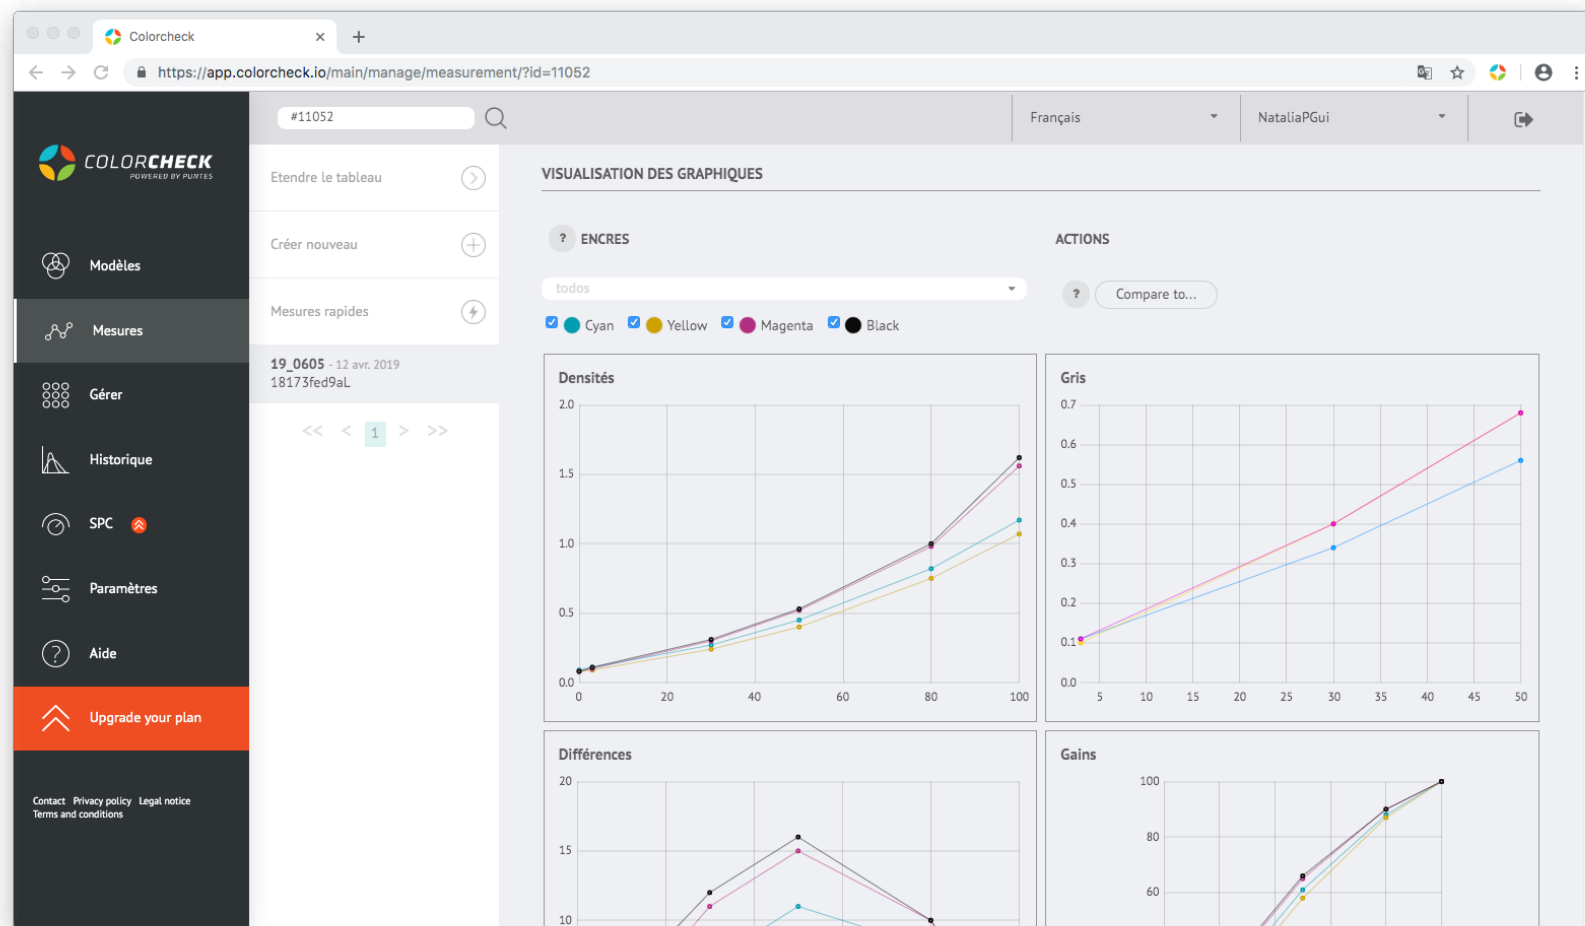 Colorcheck
https://app.colorcheck.io/main/manage/measurement/?id=11052
#11052
Français
NataliaPGui
COLORCHECK
POWERED BY PUNTES
Modèles
Mesures
Gérer
Historique
SPC
Paramètres
Aide
Upgrade your plan
Contact Privacy policy Legal notice
Terms and conditions
Etendre le tableau
Créer nouveau
Mesures rapides
19_0605 - 12 avr. 2019
18173fed9aL
<< < 1 > >>
VISUALISATION DES GRAPHIQUES
? ENCRES
todos
Cyan Yellow Magenta Black
ACTIONS
? Compare to...
Densités
2.0
1.5
1.0
0.5
0.0
0 20 40 60 80 100
Gris
0.7
0.6
0.5
0.4
0.3
0.2
0.1
0.0
5 10 15 20 25 30 35 40 45 50
Différences
20
15
10
Gains
100
80
60